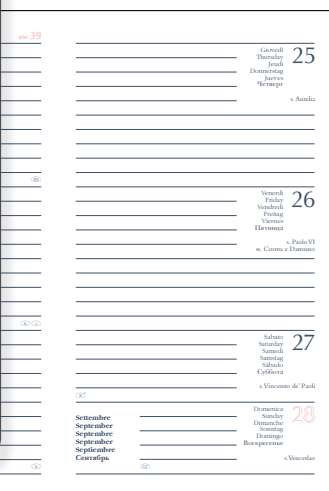 39
Giovedì
Thursday
Jeudi
Donnerstag
Jueves
Четверг
25
s. Aurelia
Venerdì
Friday
Vendredi
Freitag
Viernes
Пятница
26
s. Paolo VI
ss. Cosma e Damiano
Sabato
Saturday
Samedi
Samstag
Sábado
Суббота
27
s. Vincenzo de' Paoli
Domenica
Sunday
Dimanche
Sonntag
Domingo
Воскресенье
28
s. Venceslao
Settembre
September
Septembre
September
Septiembre
Сентябрь